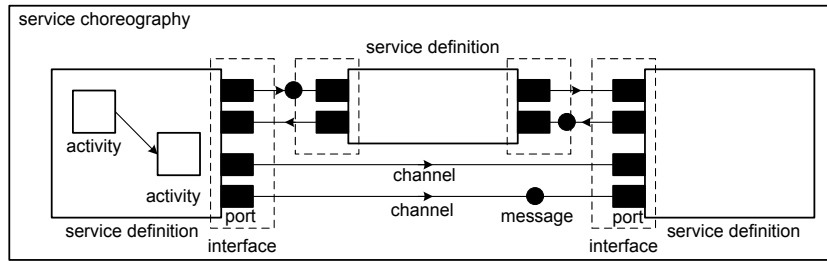 service choreography
service definition
activity
activity
channel
channel
port
message
port
service definition
service definition
interface
interface